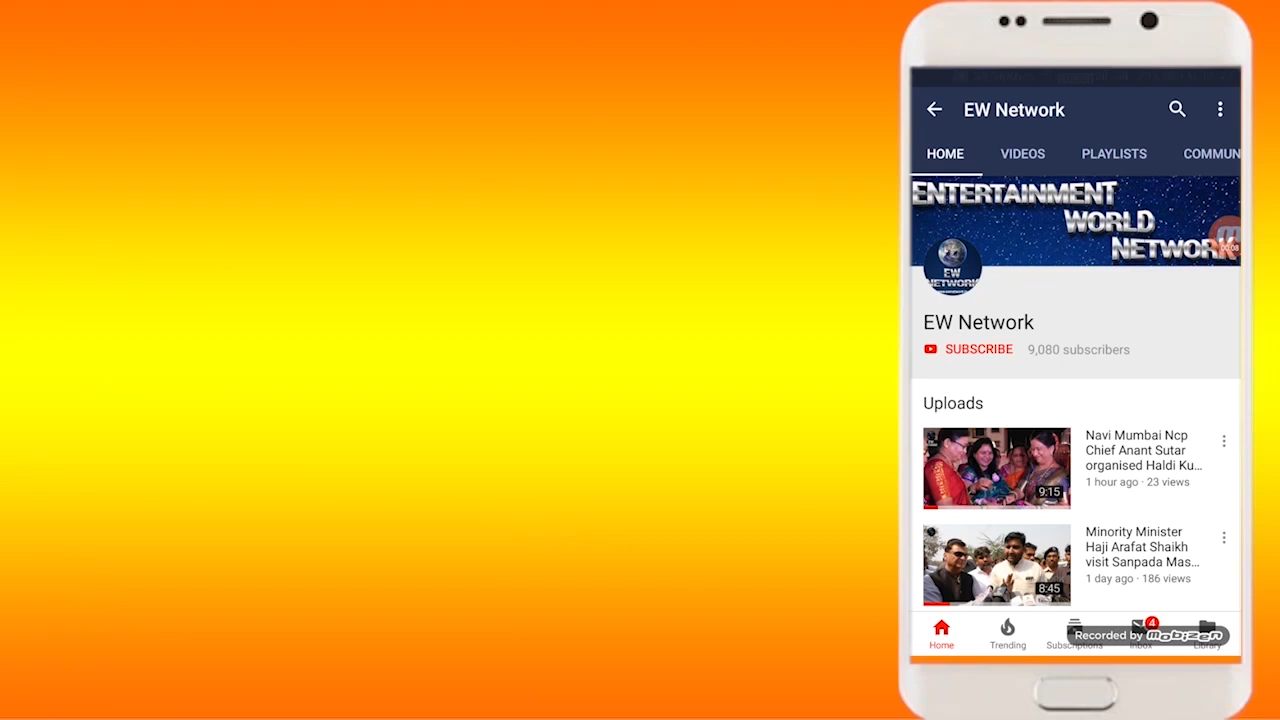 EW Network
HOME VIDEOS PLAYLISTS COMMUN
ENTERTAINMENT
WORLD
NETWORK
00:08
EW
NETWORK
EW Network
SUBSCRIBE 9,080 subscribers
Uploads
Navi Mumbai Ncp
Chief Anant Sutar
organised Haldi Ku...
1 hour ago · 23 views
9:15
Minority Minister
Haji Arafat Shaikh
visit Sanpada Mas...
1 day ago · 186 views
8:45
4
Recorded by mobizen
Home Trending Subscriptions Inbox Library